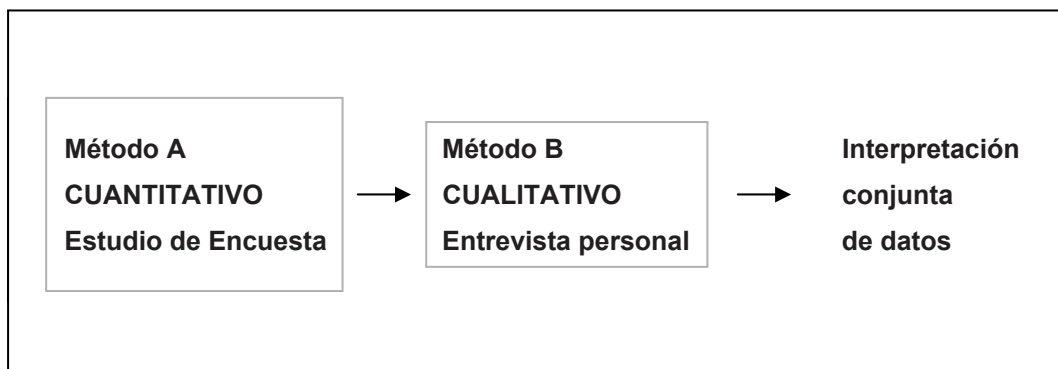 Método A
CUANTITATIVO
Estudio de Encuesta
Método B
CUALITATIVO
Entrevista personal
Interpretación
conjunta
de datos